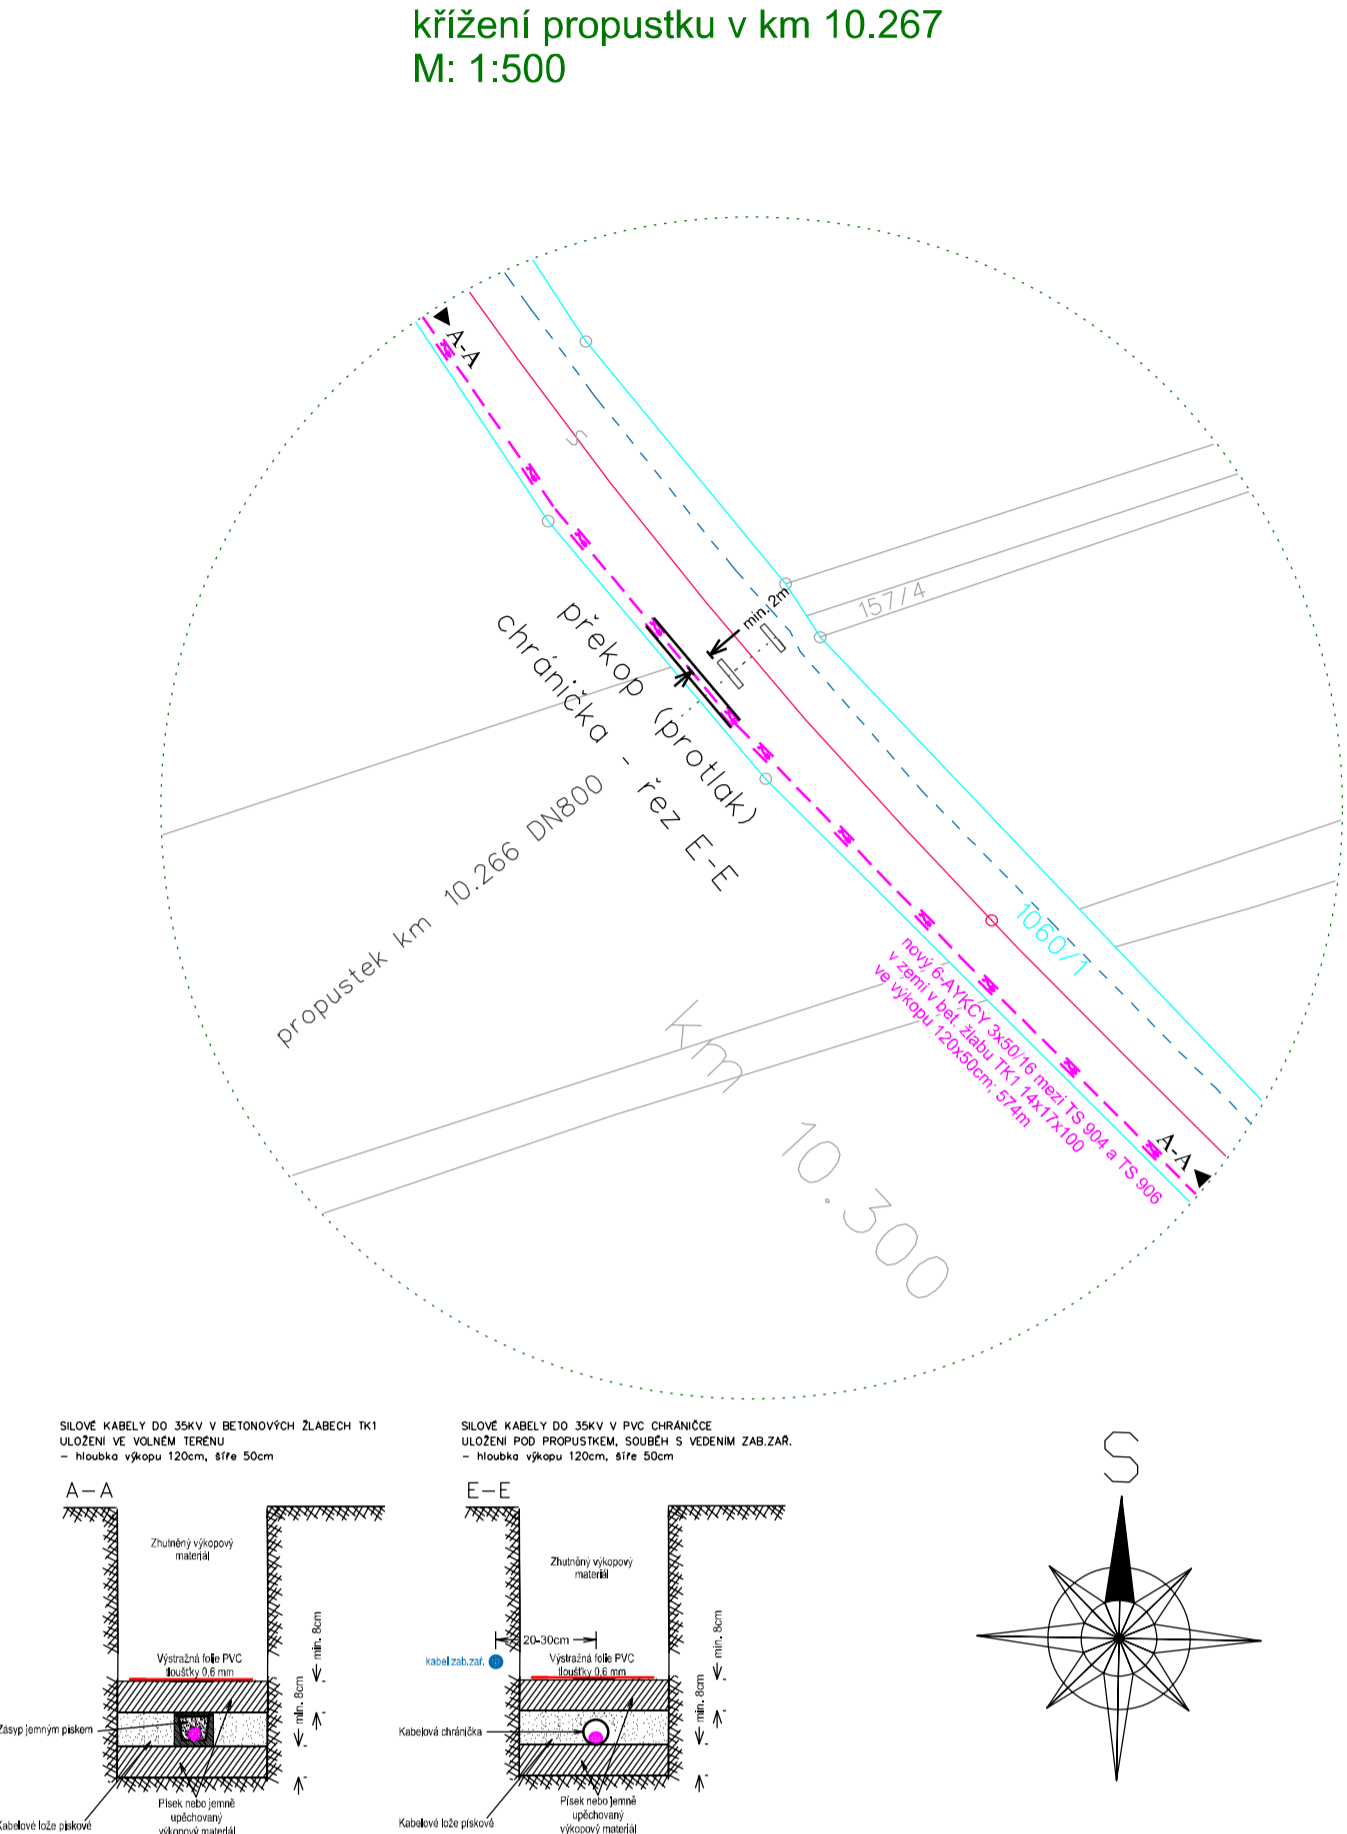 křížení propustku v km 10.267
M: 1:500
A-A
S
157/4
min. 2m
překop (protlak)
chránička - řez E-E
propustek km 10.266 DN800
1060/1
nový 6-AYKCY 3x50/16 mezi TS 904 a TS 906
v zemi v bet. žlabu TK1 14x17x100
ve výkopu 120x50cm; 574m
A-A
km 10.300
SILOVÉ KABELY DO 35KV V BETONOVÝCH ŽLABECH TK1
ULOŽENÍ VE VOLNÉM TERÉNU
- hloubka výkopu 120cm, šíře 50cm
A-A
Zhutněný výkopový
materiál
Výstražná folie PVC
tloušťky 0,6 mm
min. 8cm
min. 8cm
Zásyp jemným pískem
Kabelové lože pískové
Písek nebo jemně
upěchovaný
výkopový materiál
SILOVÉ KABELY DO 35KV V PVC CHRÁNIČCE
ULOŽENÍ POD PROPUSTKEM, SOUBĚH S VEDENÍM ZAB.ZAŘ.
- hloubka výkopu 120cm, šíře 50cm
E-E
Zhutněný výkopový
materiál
20-30cm
kabel zab.zař.
Výstražná folie PVC
tloušťky 0,6 mm
min. 8cm
min. 8cm
Kabelová chránička
Kabelové lože pískové
Písek nebo jemně
upěchovaný
výkopový materiál
S